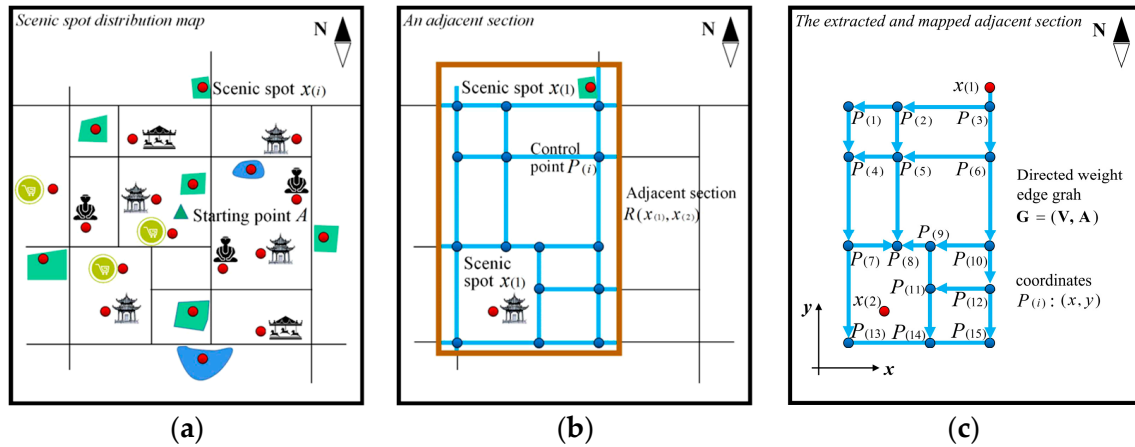 Scenic spot distribution map
N
Scenic spot x(i)
Starting point A
(a)
An adjacent section
N
Scenic spot x(1)
Control
point P(i)
Adjacent section
R(x(1), x(2))
Scenic
spot x(1)
(b)
The extracted and mapped adjacent section
N
x(1)
P(1)
P(2)
P(3)
P(4)
P(5)
P(6)
Directed weight
edge grah
G = (V, A)
P(9)
P(7)
P(8)
P(10)
P(11)
P(12)
coordinates
P(i) : (x, y)
x(2)
y
P(13)
P(14)
P(15)
x
(c)